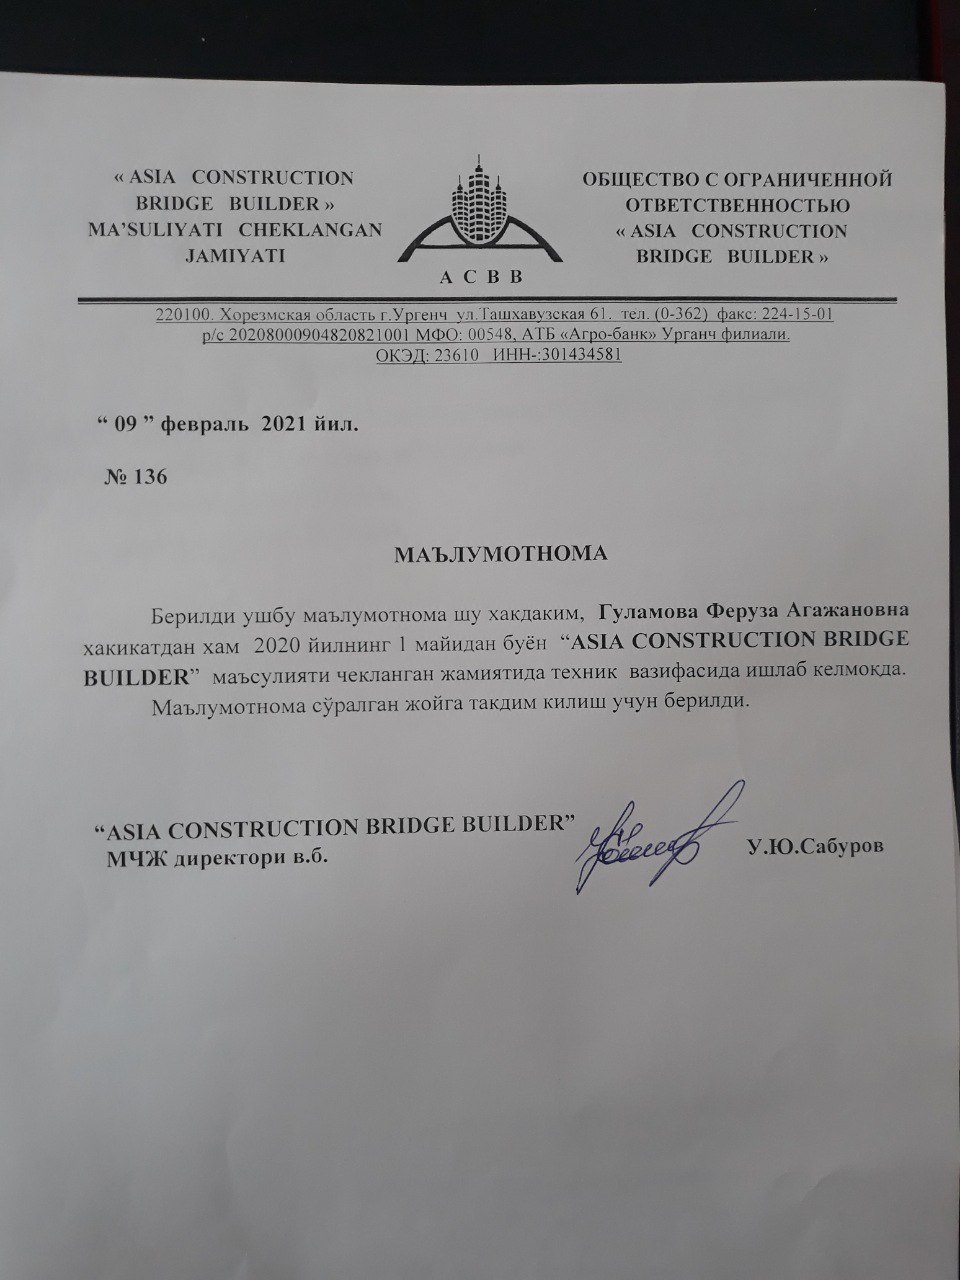 « ASIA CONSTRUCTION
BRIDGE BUILDER »
MA’SULIYATI CHEKLANGAN
JAMIYATI
А С В В
ОБЩЕСТВО С ОГРАНИЧЕННОЙ
ОТВЕТСТВЕННОСТЬЮ
« ASIA CONSTRUCTION
BRIDGE BUILDER »
220100. Хорезмская область г.Ургенч ул.Ташхавузская 61. тел. (0-362) факс: 224-15-01
р/с 20208000904820821001 МФО: 00548, АТБ «Агро-банк» Урганч филиали.
ОКЭД: 23610 ИНН-:301434581
“ 09 ” февраль 2021 йил.
№ 136
МАЪЛУМОТНОМА
Берилди ушбу маълумотнома шу хакдаким, Гуламова Феруза Агажановна
хакикатдан хам 2020 йилнинг 1 майидан буён “ASIA CONSTRUCTION BRIDGE
BUILDER” маъсулияти чекланган жамиятида техник вазифасида ишлаб келмоқда.
Маълумотнома сўралган жойга такдим килиш учун берилди.
“ASIA CONSTRUCTION BRIDGE BUILDER”
МЧЖ директори в.б.
У.Ю.Сабуров